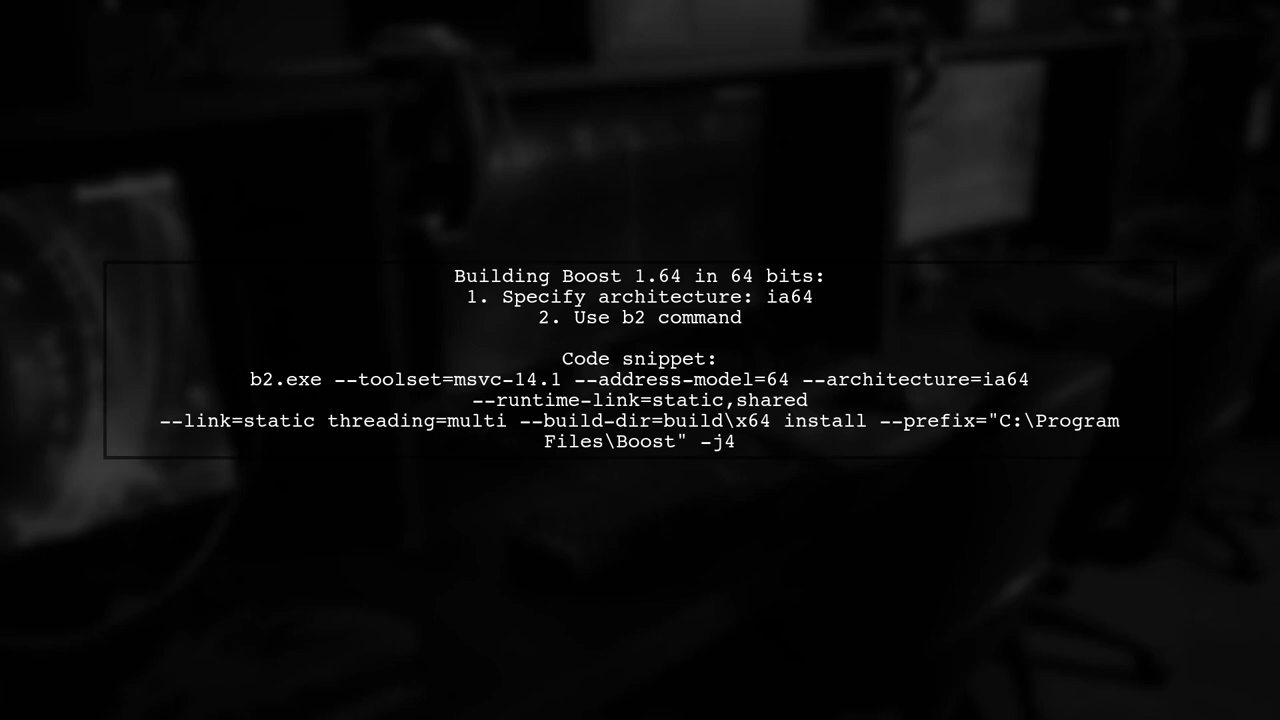 Building Boost 1.64 in 64 bits:
1. Specify architecture: ia64
2. Use b2 command
Code snippet:
b2.exe --toolset=msvc-14.1 --address-model=64 --architecture=ia64
--runtime-link=static,shared
--link=static threading=multi --build-dir=build\x64 install --prefix="C:\Program
Files\Boost" -j4